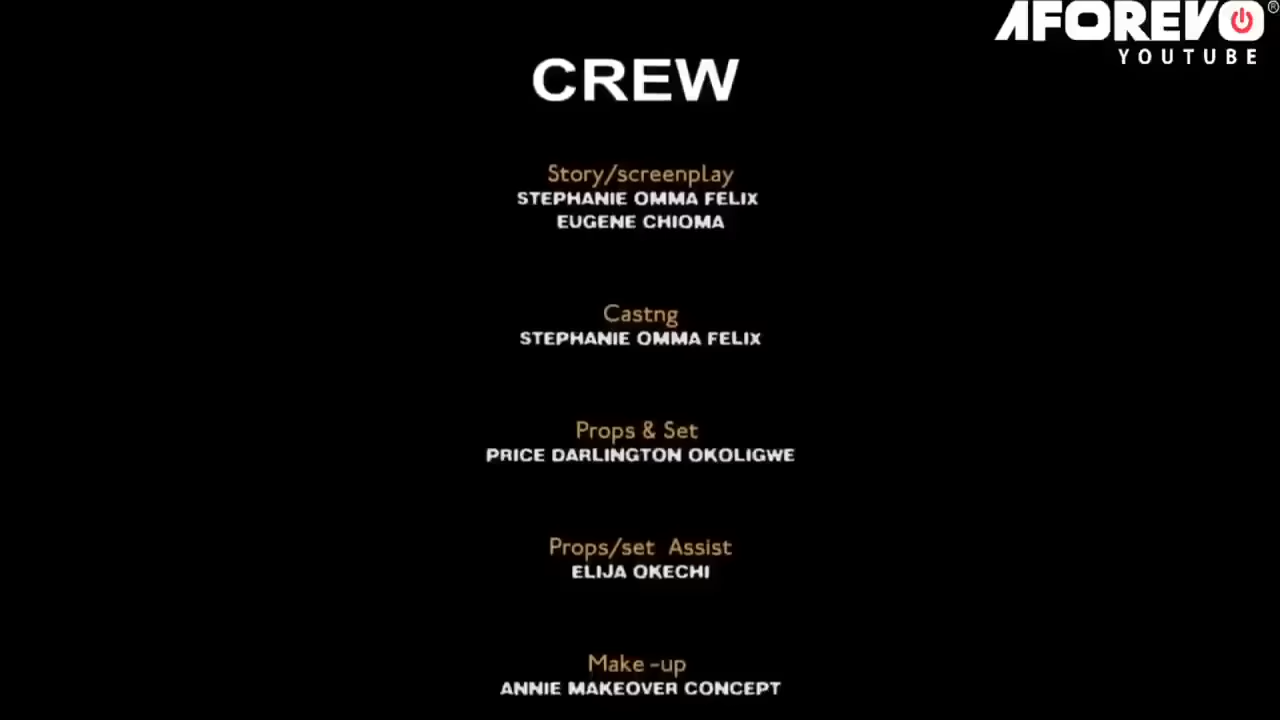 AFOREVO®
YOUTUBE
CREW
Story/screenplay
STEPHANIE OMMA FELIX
EUGENE CHIOMA
Castng
STEPHANIE OMMA FELIX
Props & Set
PRICE DARLINGTON OKOLIGWE
Props/set Assist
ELIJA OKECHI
Make-up
ANNIE MAKEOVER CONCEPT